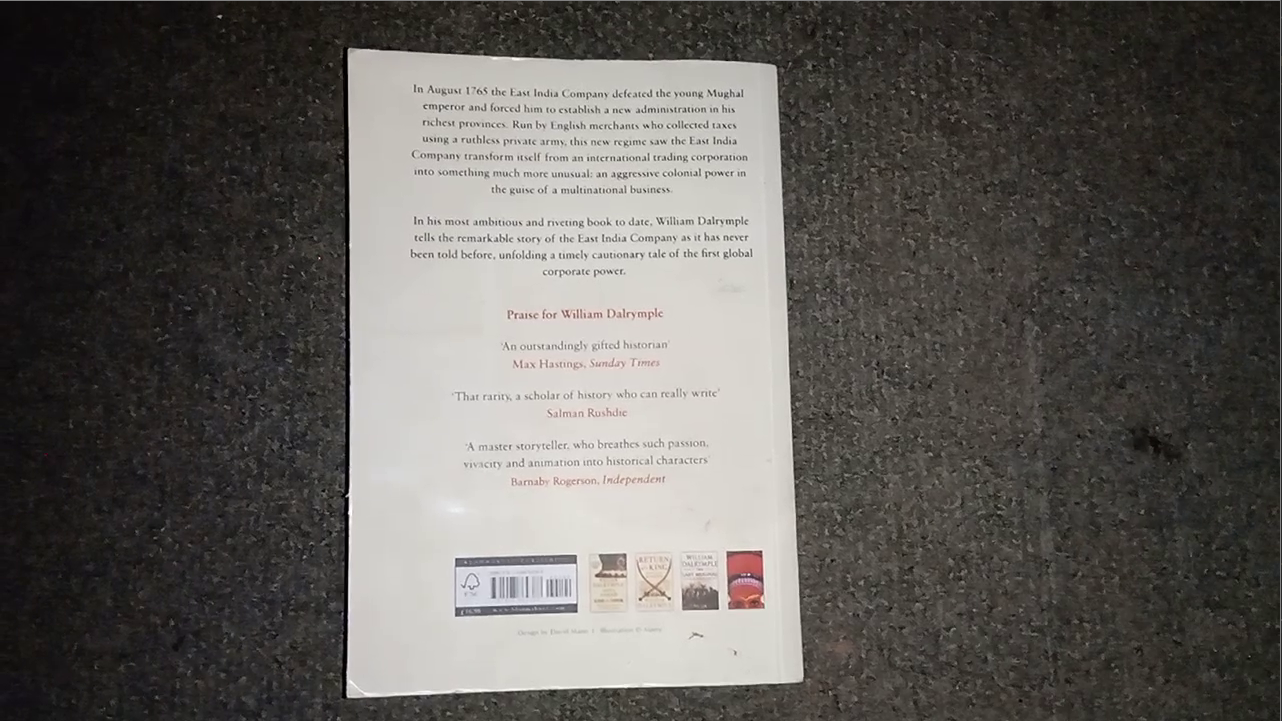 In August 1765 the East India Company defeated the young Mughal
emperor and forced him to establish a new administration in his
richest provinces. Run by English merchants who collected taxes
using a ruthless private army, this new regime saw the East India
Company transform itself from an international trading corporation
into something much more unusual: an aggressive colonial power in
the guise of a multinational business.
In his most ambitious and riveting book to date, William Dalrymple
tells the remarkable story of the East India Company as it has never
been told before, unfolding a timely cautionary tale of the first global
corporate power.
Praise for William Dalrymple
'An outstandingly gifted historian'
Max Hastings, Sunday Times
'That rarity, a scholar of history who can really write'
Salman Rushdie
'A master storyteller, who breathes such passion,
vivacity and animation into historical characters'
Barnaby Rogerson, Independent
RETURN
KING
WILLIAM
DALRYMPLE
LAST MUGHAL
Design by David